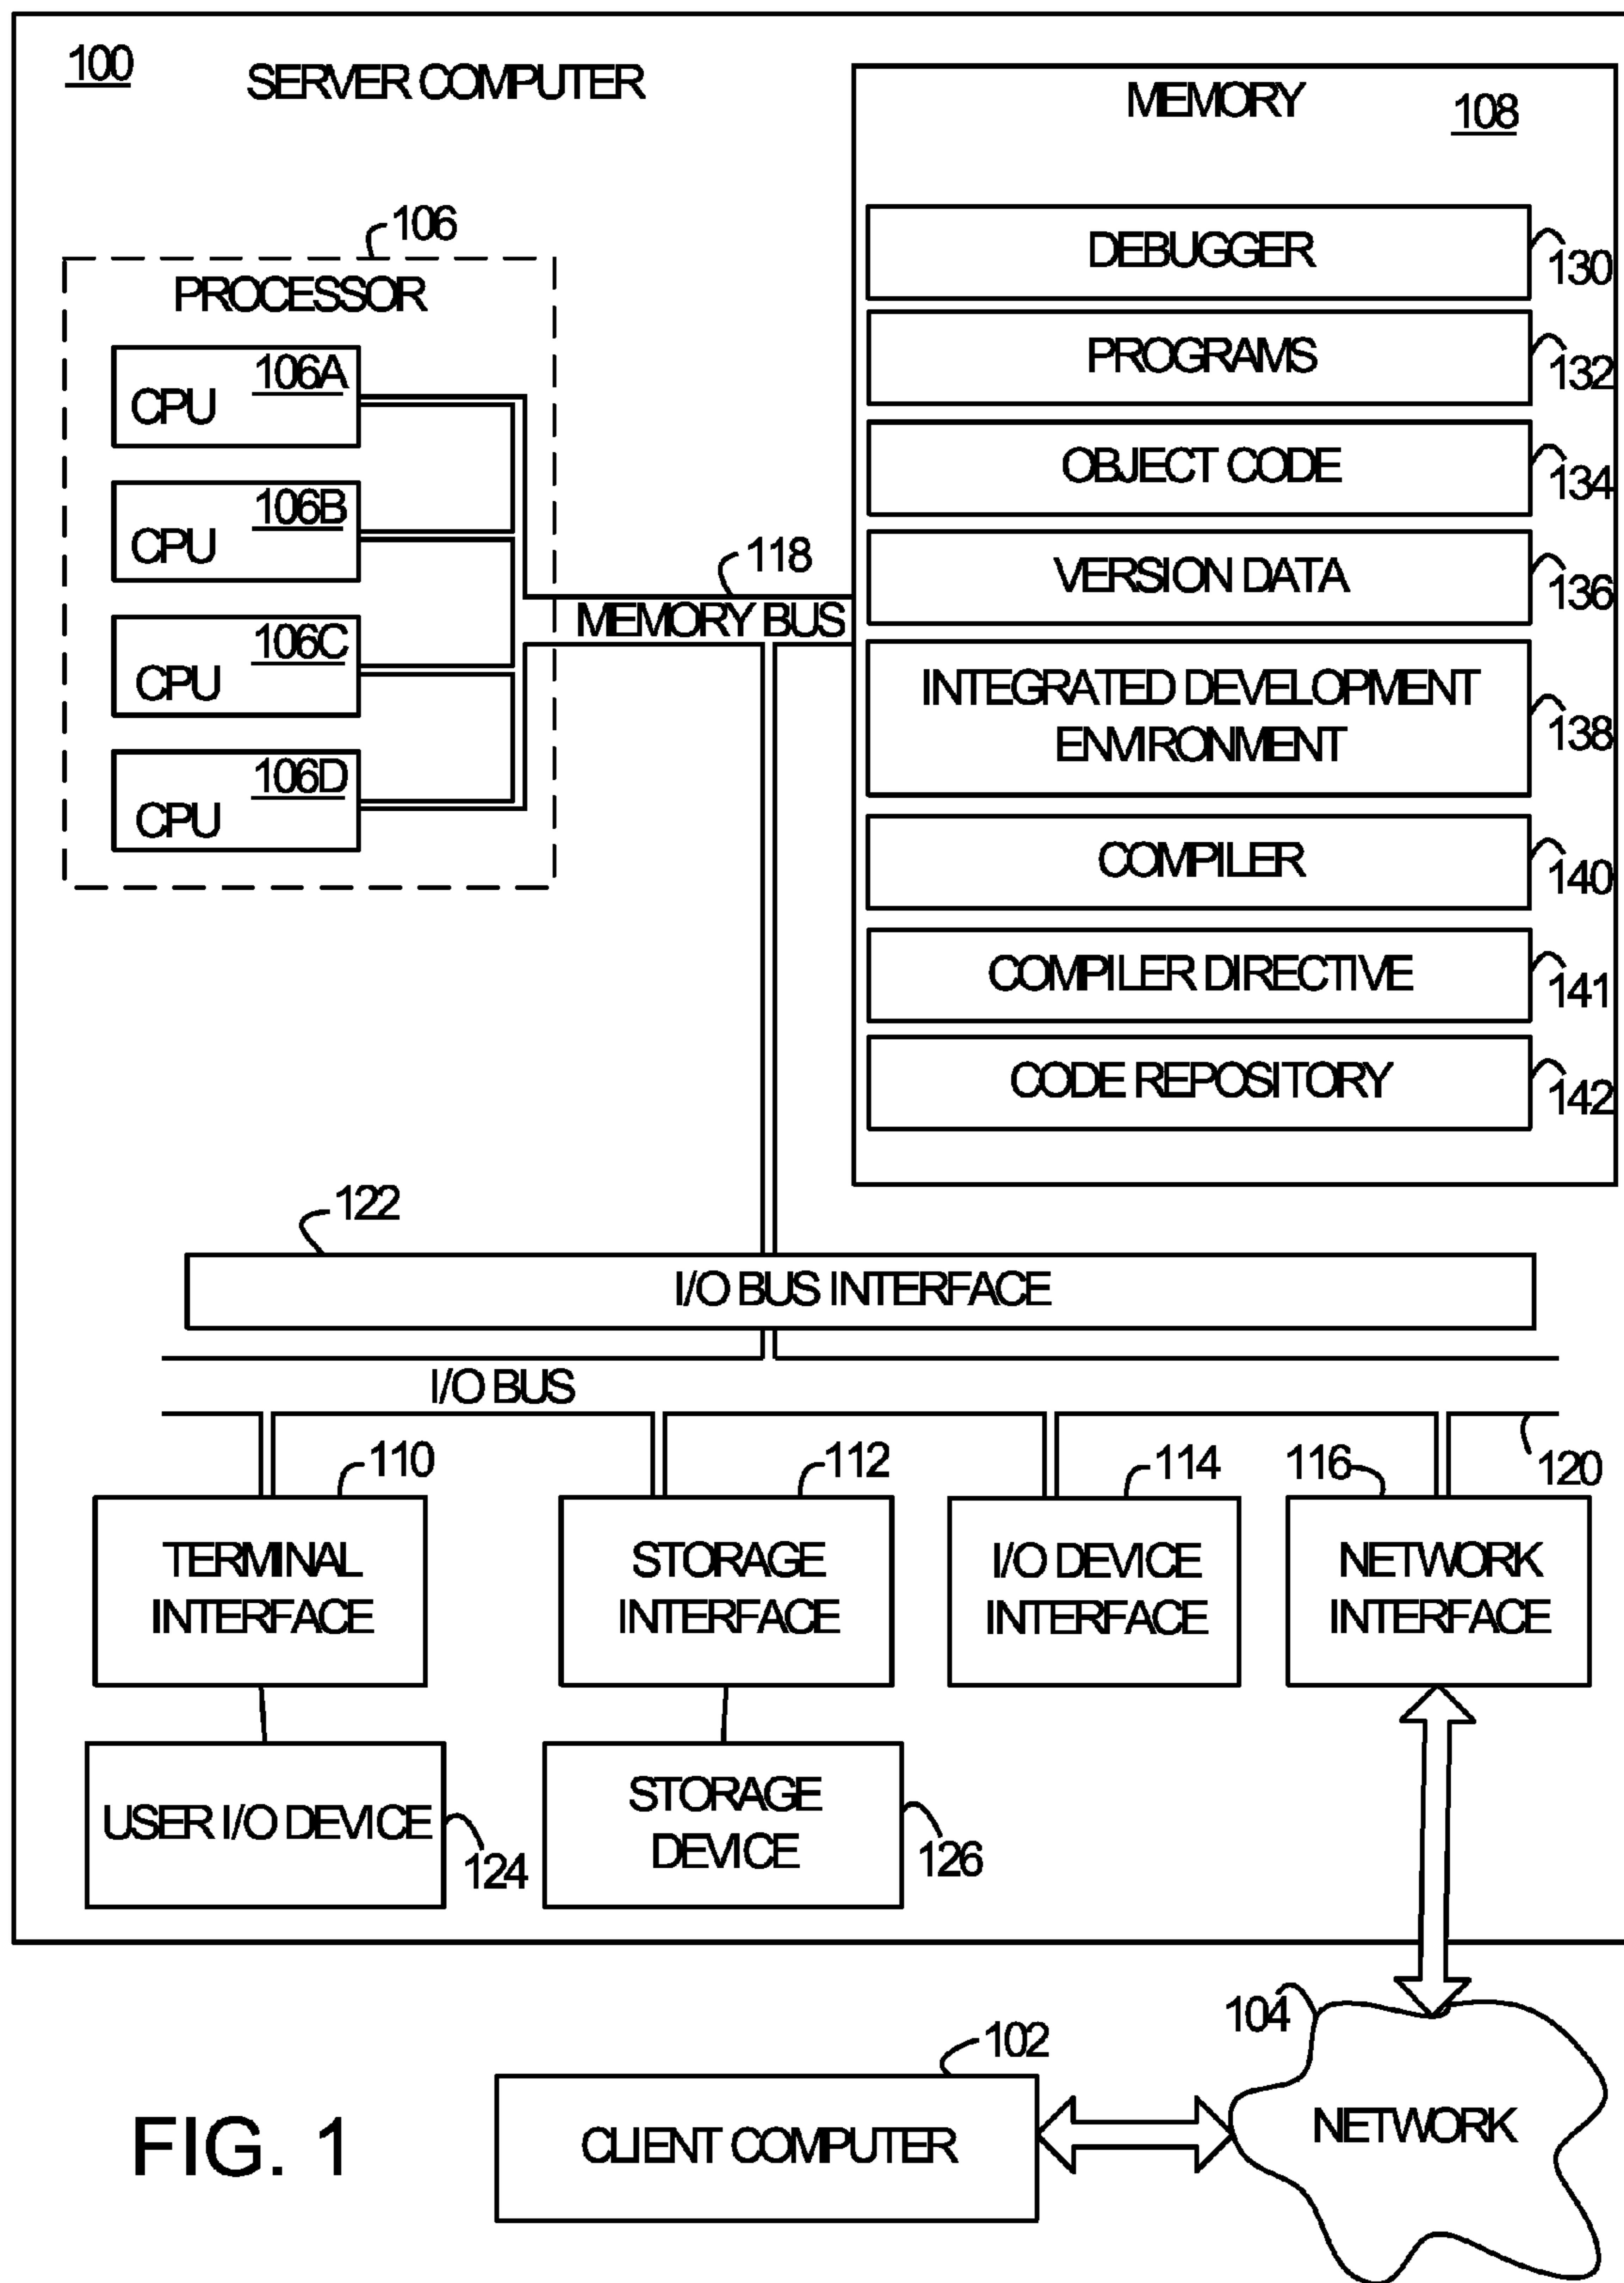 100
SERVER COMPUTER
MEMORY
108
106
PROCESSOR
CPU 106A
CPU 106B
CPU 106C
CPU 106D
118
MEMORY BUS
DEBUGGER
130
PROGRAMS
132
OBJECT CODE
134
VERSION DATA
136
INTEGRATED DEVELOPMENT
ENVIRONMENT
138
COMPILER
140
COMPILER DIRECTIVE
141
CODE REPOSITORY
142
122
I/O BUS INTERFACE
I/O BUS
120
110
TERMINAL
INTERFACE
112
STORAGE
INTERFACE
114
I/O DEVICE
INTERFACE
116
NETWORK
INTERFACE
USER I/O DEVICE
124
STORAGE
DEVICE
126
104
NETWORK
102
CLIENT COMPUTER
FIG. 1